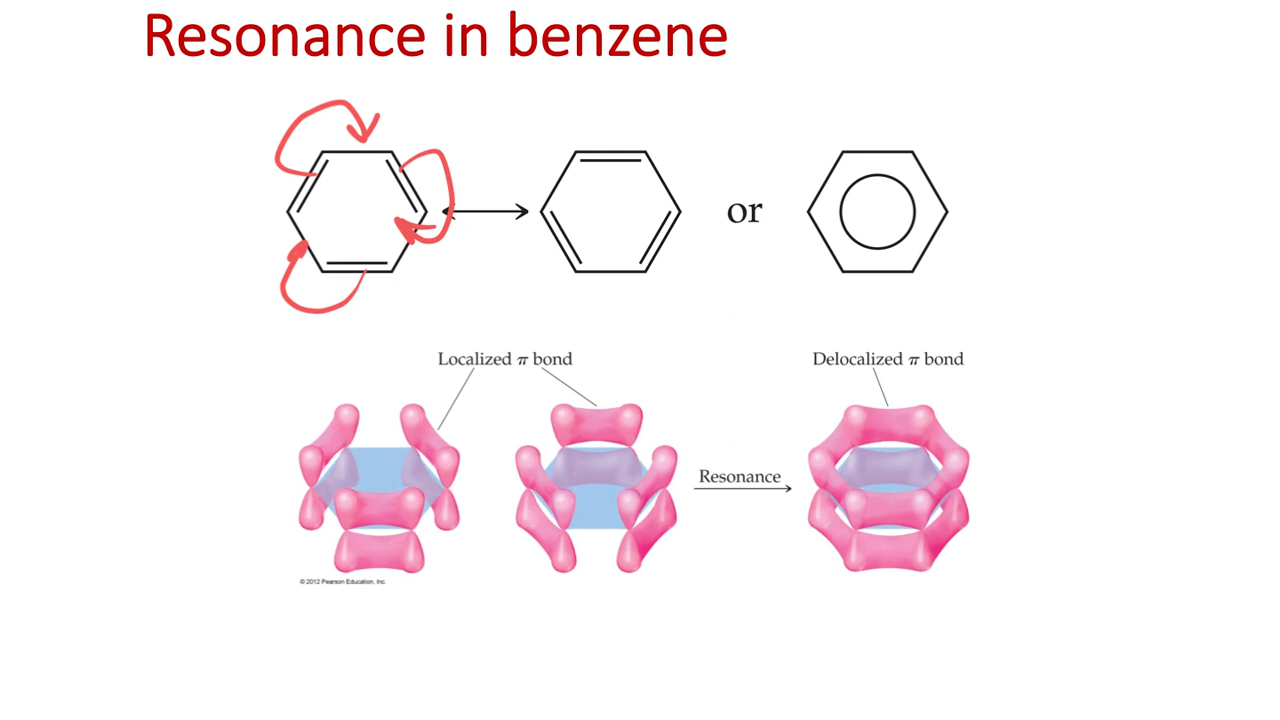 Resonance in benzene
or
Localized π bond
Delocalized π bond
Resonance
© 2012 Pearson Education, Inc.